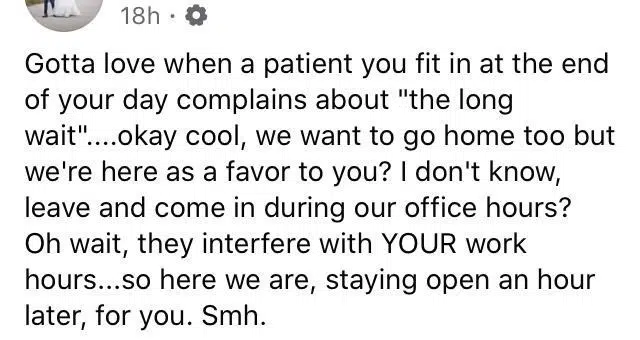 18h ·
Gotta love when a patient you fit in at the end
of your day complains about "the long
wait"....okay cool, we want to go home too but
we're here as a favor to you? I don't know,
leave and come in during our office hours?
Oh wait, they interfere with YOUR work
hours...so here we are, staying open an hour
later, for you. Smh.